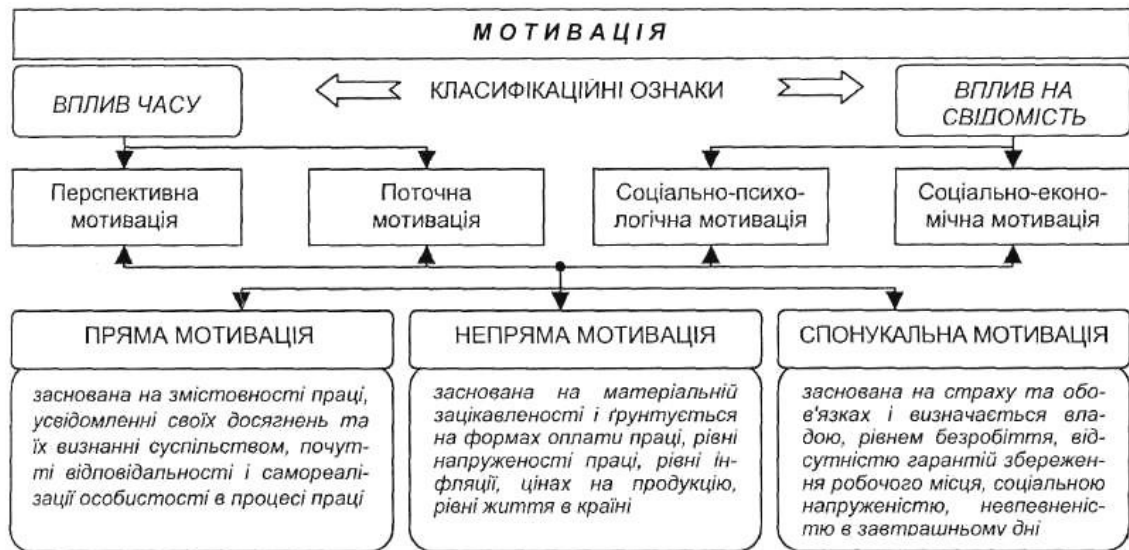 МОТИВАЦІЯ
ВПЛИВ ЧАСУ
КЛАСИФІКАЦІЙНІ ОЗНАКИ
ВПЛИВ НА
СВІДОМІСТЬ
Перспективна
мотивація
Поточна
мотивація
Соціально-психо-
логічна мотивація
Соціально-еконо-
мічна мотивація
ПРЯМА МОТИВАЦІЯ
заснована на змістовності праці,
усвідомленні своїх досягнень та
їх визнанні суспільством, почут-
ті відповідальності і самореалі-
зації особистості в процесі праці
НЕПРЯМА МОТИВАЦІЯ
заснована на матеріальній
зацікавленості і ґрунтується
на формах оплати праці, рівні
напруженості праці, рівні ін-
фляції, цінах на продукцію,
рівні життя в країні
СПОНУКАЛЬНА МОТИВАЦІЯ
заснована на страху та обо-
в'язках і визначається вла-
дою, рівнем безробіття, від-
сутністю гарантій збережен-
ня робочого місця, соціальною
напруженістю, невпевненіс-
тю в завтрашньому дні